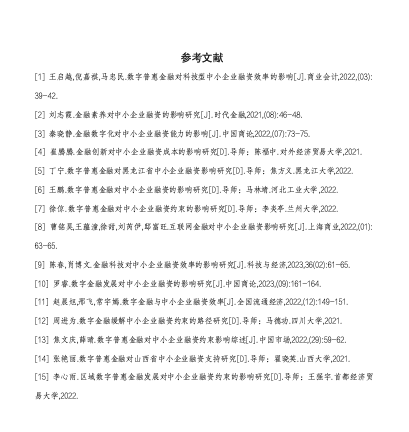 参考文献
[1] 王启越,倪嘉祺,马忠民.数字普惠金融对科技型中小企业融资效率的影响[J].商业会计,2022,(03):
39-42.
[2] 刘志霞.金融素养对中小企业融资的影响研究[J].时代金融,2021,(08):46-48.
[3] 秦晓静.金融数字化对中小企业融资能力的影响[J].中国商论,2022,(07):73-75.
[4] 崔腾腾.金融创新对中小企业融资成本的影响研究[D].导师：陈福中.对外经济贸易大学,2021.
[5] 丁宁.数字普惠金融对黑龙江省中小企业融资影响研究[D].导师：焦方义.黑龙江大学,2022.
[6] 王鹏.数字普惠金融对中小企业融资影响研究[D].导师：马林靖.河北工业大学,2022.
[7] 徐伱.数字普惠金融对中小企业融资约束的影响研究[D].导师：李夹亭.兰州大学,2022.
[8] 曹铭昊,王蕴潼,徐甜,刘芮伊,郘富旺.互联网金融对中小企业融资影响研究[J].上海商业,2022,(01):
63-65.
[9] 陈春,肖博文.金融科技对中小企业融资效率的影响研究[J].科技与经济,2023,36(02):61-65.
[10] 罗睿.数字金融发展对中小企业融资的影响研究[J].中国商论,2023,(09):161-164.
[11] 赵晨旭,邢飞,常宇嫣.数字金融与中小企业融资效率[J].全国流通经济,2022,(12):149-151.
[12] 周进为.数字金融缓解中小企业融资约束的路径研究[D].导师：马德功.四川大学,2021.
[13] 焦文庆,薛晴.数字普惠金融对中小企业融资约束影响综述[J].中国市场,2022,(29):59-62.
[14] 张艳丽.数字普惠金融对山西省中小企业融资支持研究[D].导师：翟晓英.山西大学,2021.
[15] 李心雨.区域数字普惠金融发展对中小企业融资约束的影响研究[D].导师：王强宇.首都经济贸
易大学,2022.